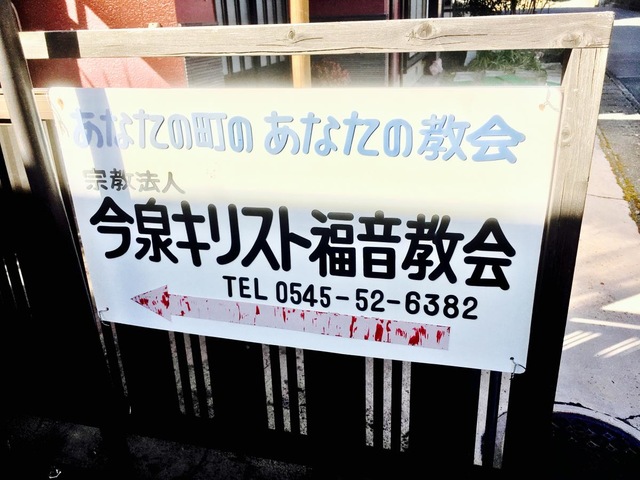 あなたの町の あなたの教会
宗教法人
今泉キリスト福音教会
TEL 0545-52-6382